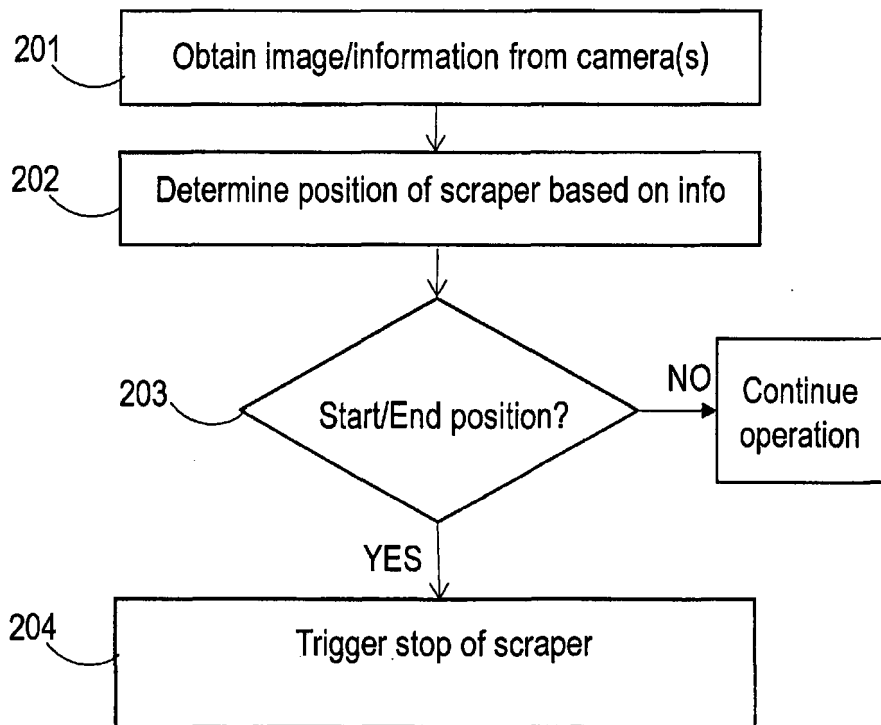 201
Obtain image/information from camera(s)
202
Determine position of scraper based on info
203
Start/End position?
NO
Continue
operation
YES
204
Trigger stop of scraper